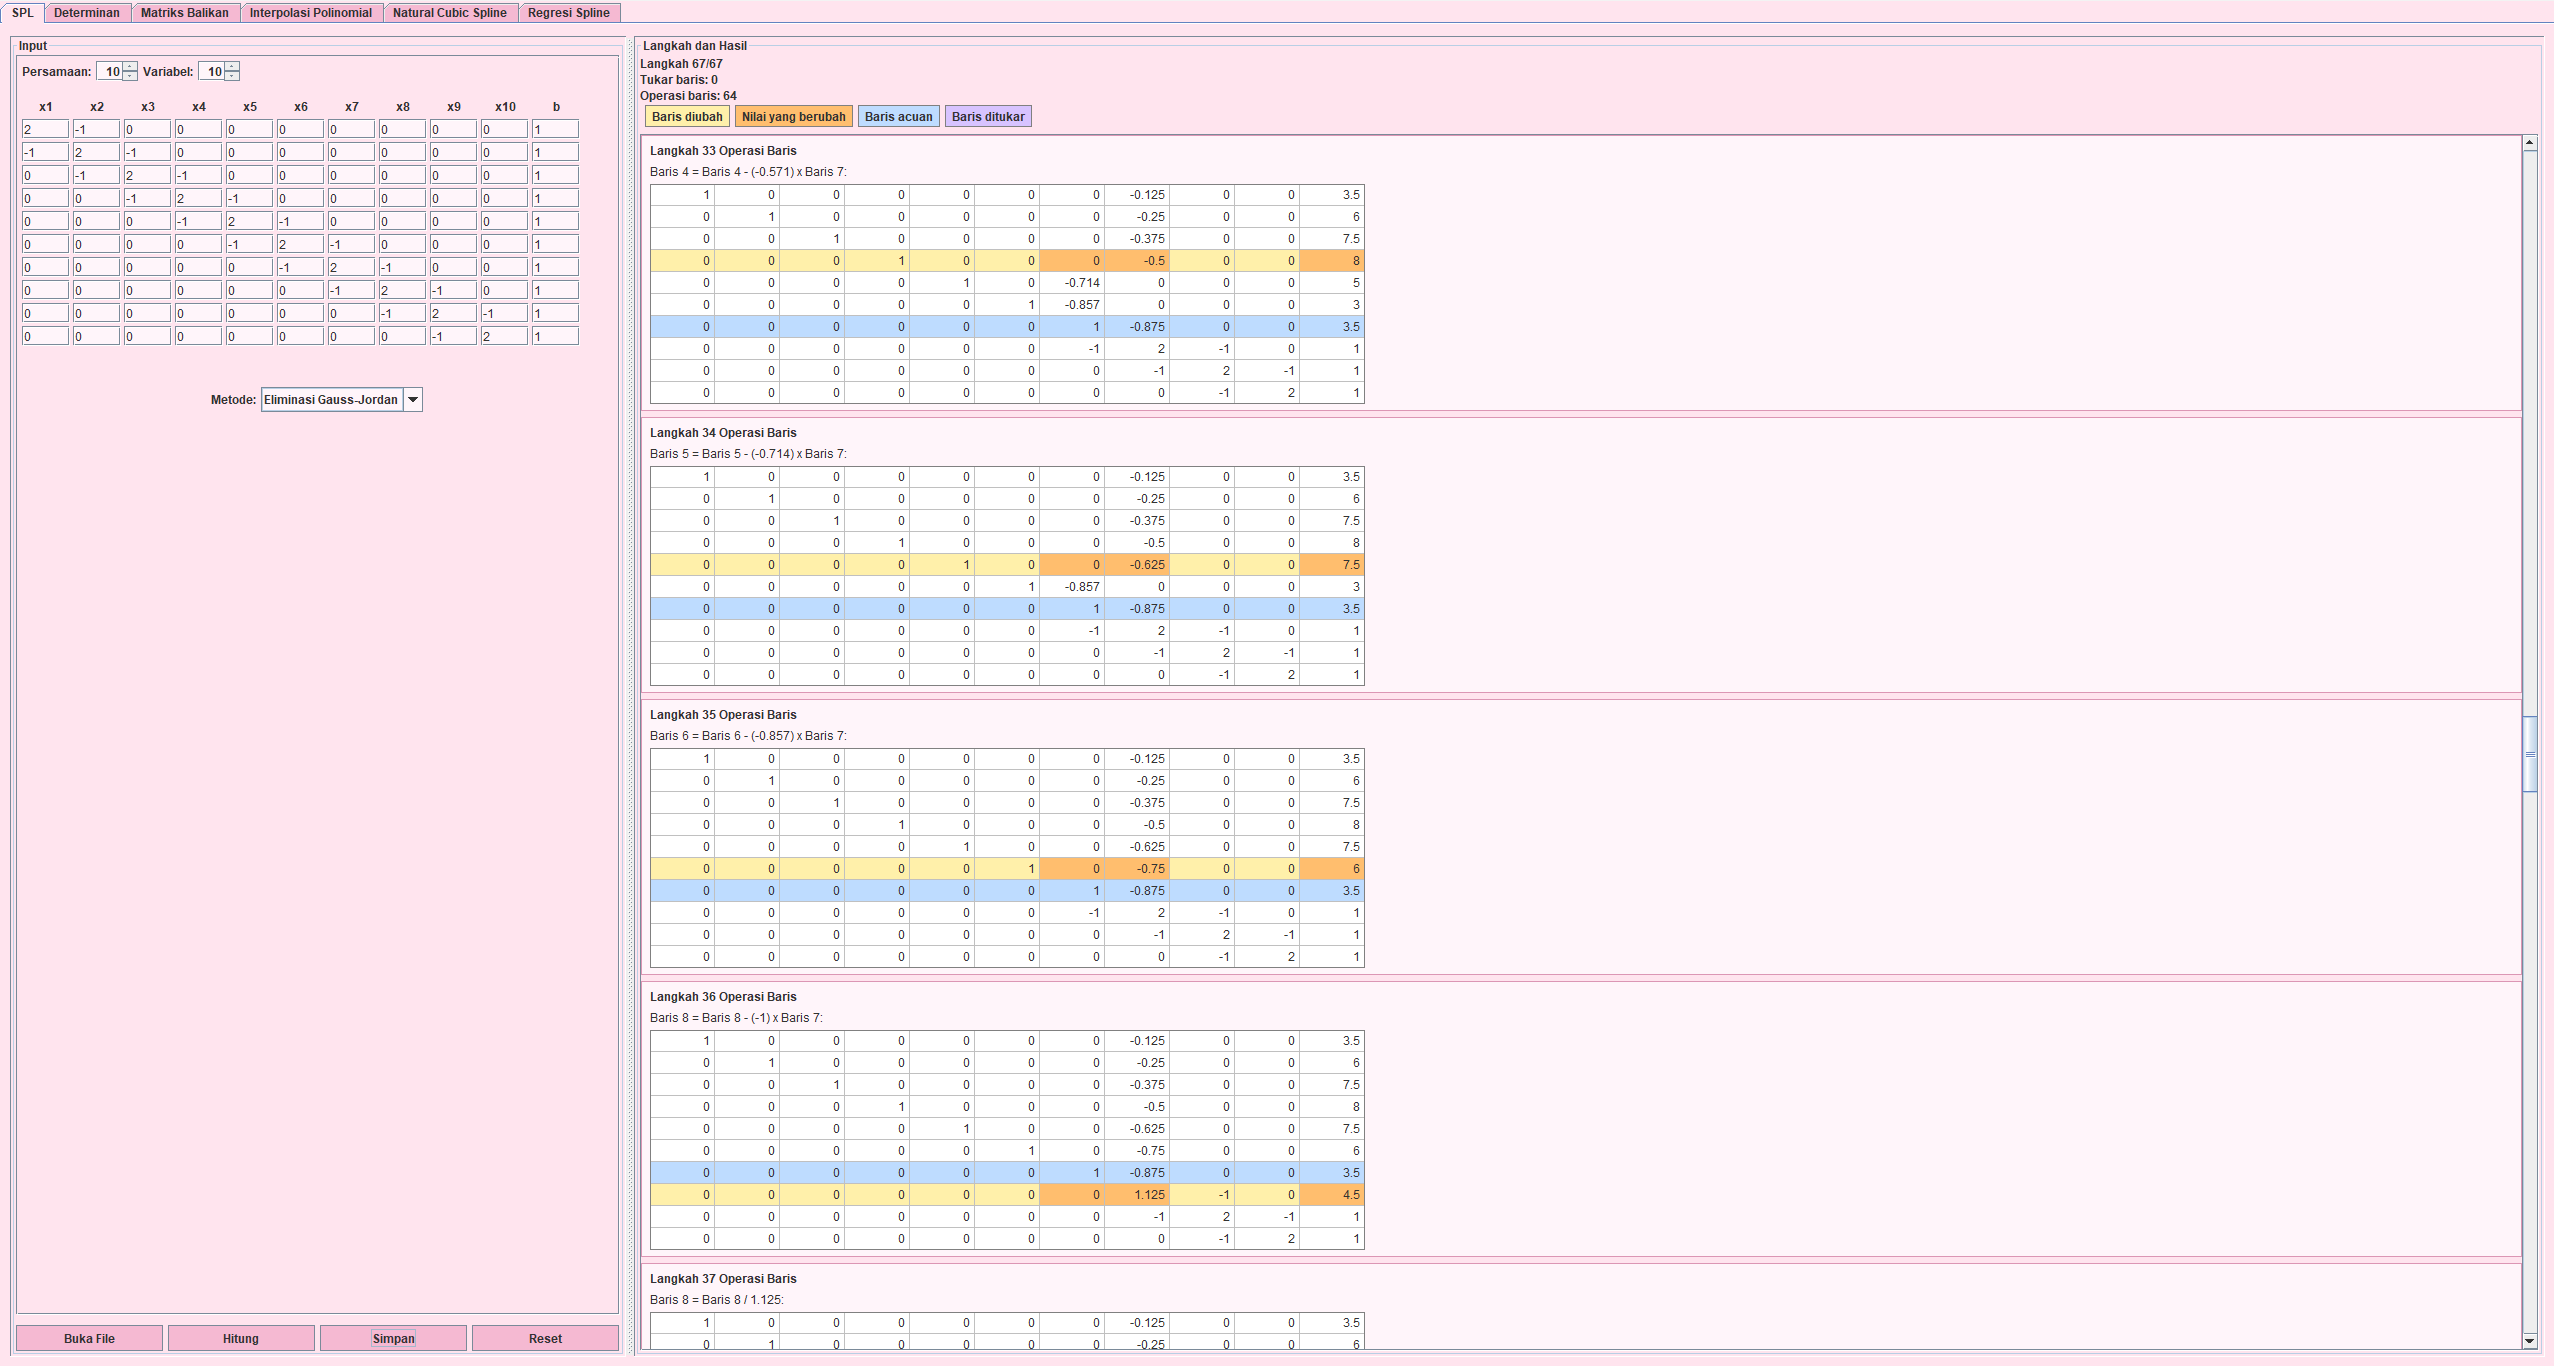 SPL Determinan Matriks Balikan Interpolasi Polinomial Natural Cubic Spline Regresi Spline
Input
Persamaan: 10 Variabel: 10
x1 x2 x3 x4 x5 x6 x7 x8 x9 x10 b
2 -1 0 0 0 0 0 0 0 0 1
-1 2 -1 0 0 0 0 0 0 0 1
0 -1 2 -1 0 0 0 0 0 0 1
0 0 -1 2 -1 0 0 0 0 0 1
0 0 0 -1 2 -1 0 0 0 0 1
0 0 0 0 -1 2 -1 0 0 0 1
0 0 0 0 0 -1 2 -1 0 0 1
0 0 0 0 0 0 -1 2 -1 0 1
0 0 0 0 0 0 0 -1 2 -1 1
0 0 0 0 0 0 0 0 -1 2 1
Metode: Eliminasi Gauss-Jordan
Buka File Hitung Simpan Reset
Langkah dan Hasil
Langkah 67/67
Tukar baris: 0
Operasi baris: 64
Baris diubah Nilai yang berubah Baris acuan Baris ditukar
Langkah 33 Operasi Baris
Baris 4 = Baris 4 - (-0.571) x Baris 7:
1 0 0 0 0 0 0 -0.125 0 0 3.5
0 1 0 0 0 0 0 -0.25 0 0 6
0 0 1 0 0 0 0 -0.375 0 0 7.5
0 0 0 1 0 0 0 -0.5 0 0 8
0 0 0 0 1 0 -0.714 0 0 0 5
0 0 0 0 0 1 -0.857 0 0 0 3
0 0 0 0 0 0 1 -0.875 0 0 3.5
0 0 0 0 0 0 -1 2 -1 0 1
0 0 0 0 0 0 0 -1 2 -1 1
0 0 0 0 0 0 0 0 -1 2 1
Langkah 34 Operasi Baris
Baris 5 = Baris 5 - (-0.714) x Baris 7:
1 0 0 0 0 0 0 -0.125 0 0 3.5
0 1 0 0 0 0 0 -0.25 0 0 6
0 0 1 0 0 0 0 -0.375 0 0 7.5
0 0 0 1 0 0 0 -0.5 0 0 8
0 0 0 0 1 0 0 -0.625 0 0 7.5
0 0 0 0 0 1 -0.857 0 0 0 3
0 0 0 0 0 0 1 -0.875 0 0 3.5
0 0 0 0 0 0 -1 2 -1 0 1
0 0 0 0 0 0 0 -1 2 -1 1
0 0 0 0 0 0 0 0 -1 2 1
Langkah 35 Operasi Baris
Baris 6 = Baris 6 - (-0.857) x Baris 7:
1 0 0 0 0 0 0 -0.125 0 0 3.5
0 1 0 0 0 0 0 -0.25 0 0 6
0 0 1 0 0 0 0 -0.375 0 0 7.5
0 0 0 1 0 0 0 -0.5 0 0 8
0 0 0 0 1 0 0 -0.625 0 0 7.5
0 0 0 0 0 1 0 -0.75 0 0 6
0 0 0 0 0 0 1 -0.875 0 0 3.5
0 0 0 0 0 0 -1 2 -1 0 1
0 0 0 0 0 0 0 -1 2 -1 1
0 0 0 0 0 0 0 0 -1 2 1
Langkah 36 Operasi Baris
Baris 8 = Baris 8 - (-1) x Baris 7:
1 0 0 0 0 0 0 -0.125 0 0 3.5
0 1 0 0 0 0 0 -0.25 0 0 6
0 0 1 0 0 0 0 -0.375 0 0 7.5
0 0 0 1 0 0 0 -0.5 0 0 8
0 0 0 0 1 0 0 -0.625 0 0 7.5
0 0 0 0 0 1 0 -0.75 0 0 6
0 0 0 0 0 0 1 -0.875 0 0 3.5
0 0 0 0 0 0 0 1.125 -1 0 4.5
0 0 0 0 0 0 0 -1 2 -1 1
0 0 0 0 0 0 0 0 -1 2 1
Langkah 37 Operasi Baris
Baris 8 = Baris 8 / 1.125:
1 0 0 0 0 0 0 -0.125 0 0 3.5
0 1 0 0 0 0 0 -0.25 0 0 6